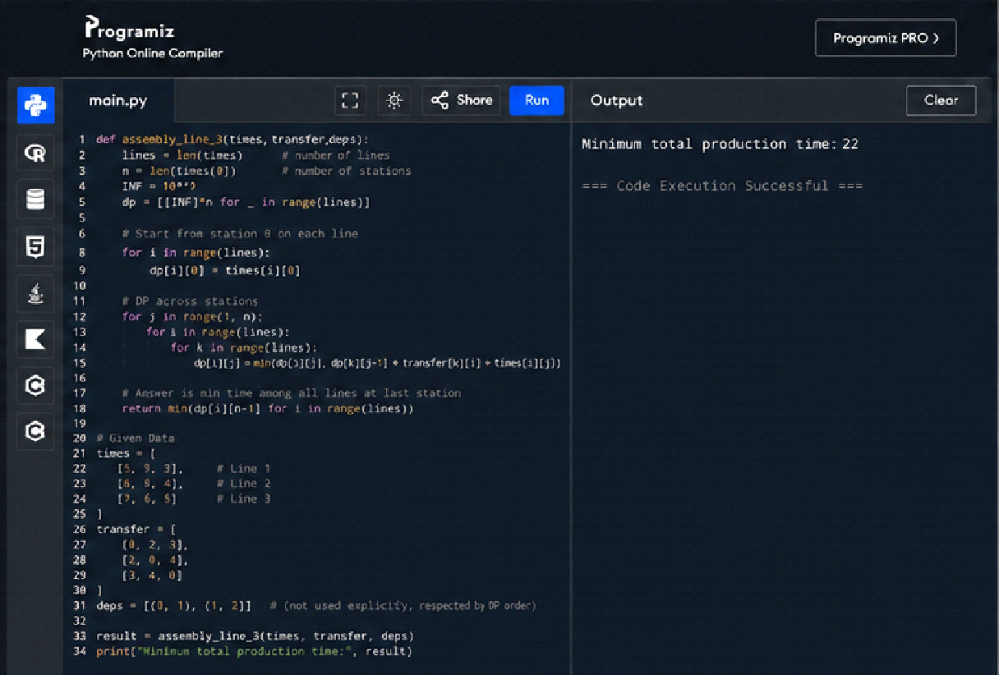 Programiz
Python Online Compiler
Programiz PRO >
main.py
Share
Run
Output
Clear
1 def assembly_line_3(times, transfer,deps):
2 lines = len(times) # number of lines
3 n = len(times(0)) # number of stations
4 INF = 10**9
5 dp = [[INF]*n for _ in range(lines)]
5
6 # Start from station 0 on each line
8 for i in range(lines):
9 dp[i][0] = times[i][0]
10
11 # DP across stations
12 for j in range(1, n):
13 for i in range(lines):
14 for k in range(lines):
15 dp[i][j] = min(dp[i][j], dp[k][j-1] + transfer[k][i] + times[i][j])
16
17 # Answer is min time among all lines at last station
18 return min(dp[i][n-1] for i in range(lines))
19
20 # Given Data
21 times = [
22 [5, 9, 3], # Line 1
23 [6, 8, 4], # Line 2
24 [7, 6, 5] # Line 3
25 ]
26 transfer = [
27 [0, 2, 3],
28 [2, 0, 4],
29 [3, 4, 0]
30 ]
31 deps = [(0, 1), (1, 2]] # (not used explicity, respected by DP order)
32
33 result = assembly_line_3(times, transfer, deps)
34 print("Minimum total production time:", result)
Minimum total production time: 22
=== Code Execution Successful ===